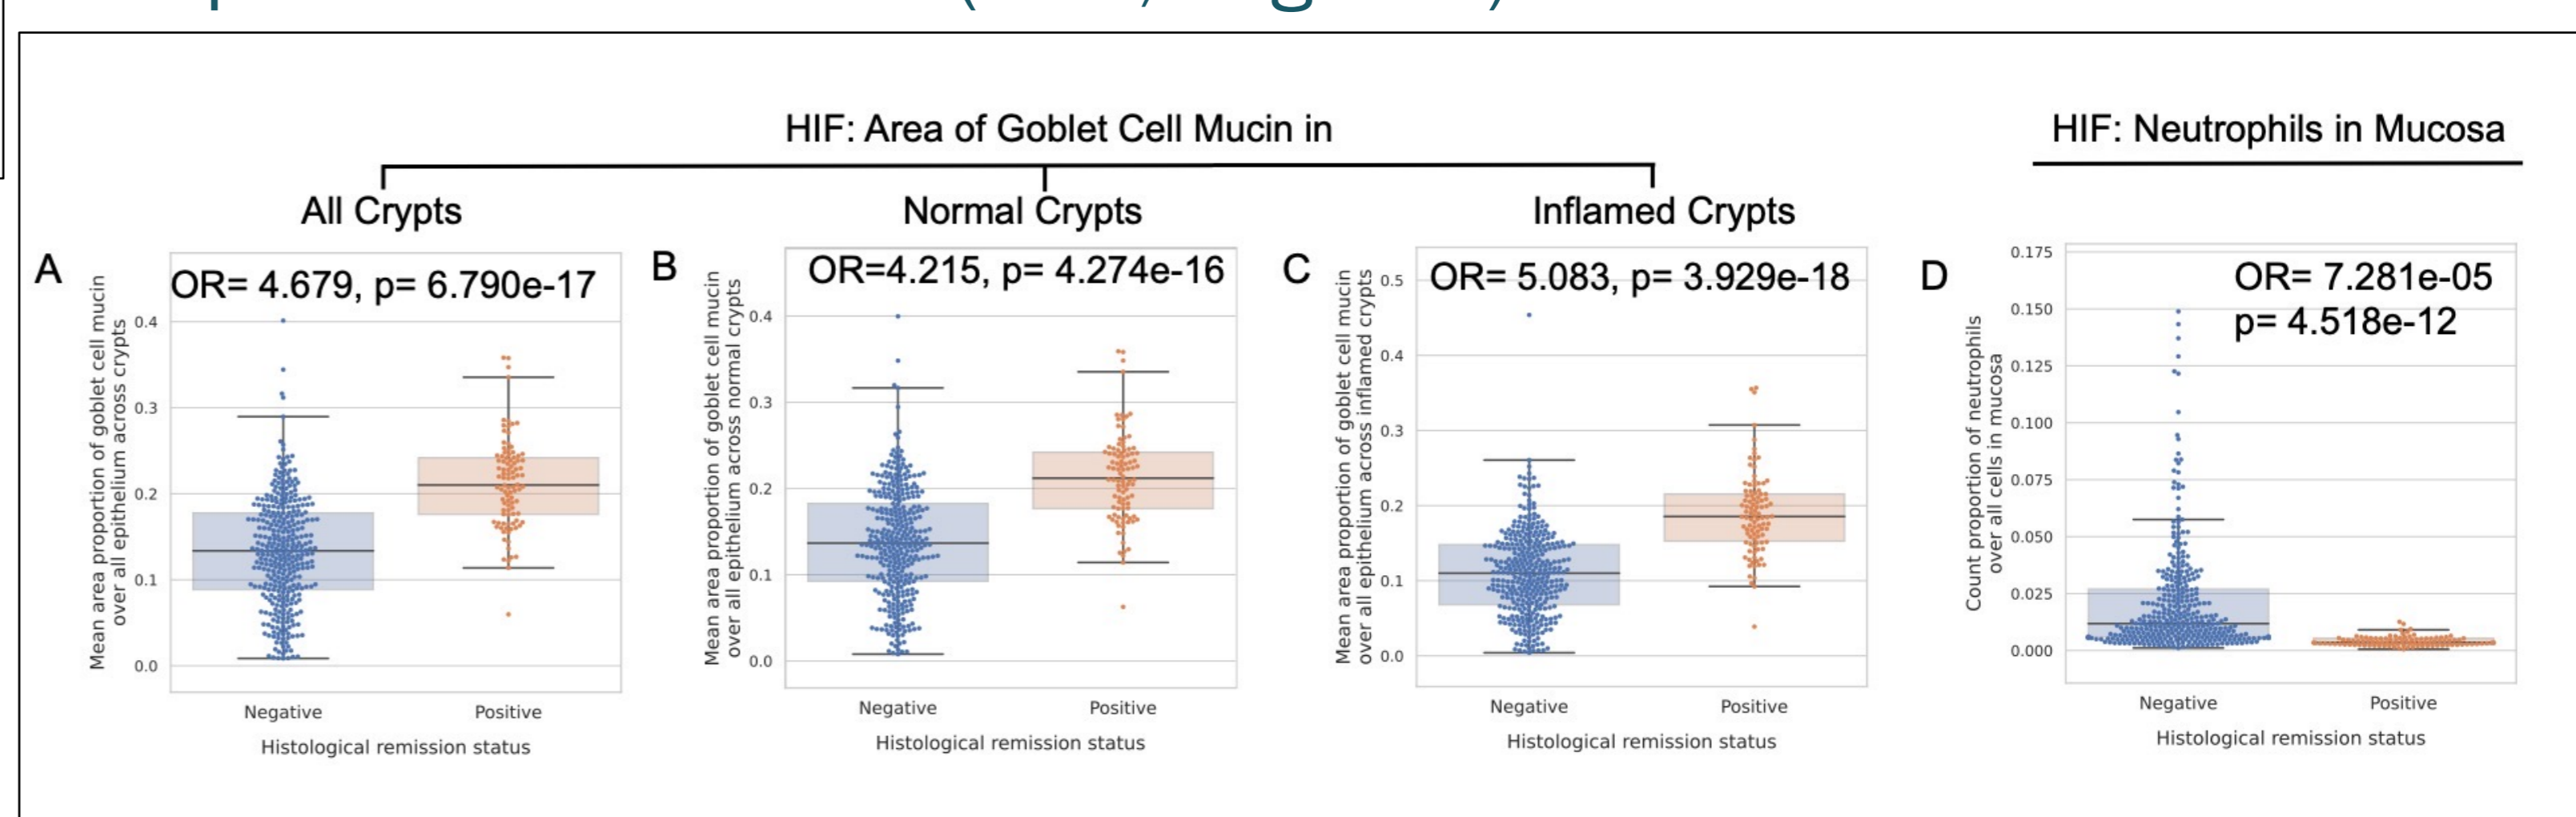 HIF: Area of Goblet Cell Mucin in
HIF: Neutrophils in Mucosa
All Crypts
Normal Crypts
Inflamed Crypts
A
OR= 4.679, p= 6.790e-17
Mean area proportion of goblet cell mucin
over all epithelium across crypts
0.4
0.3
0.2
0.1
0.0
Negative
Positive
Histological remission status
B
OR=4.215, p= 4.274e-16
Mean area proportion of goblet cell mucin
over all epithelium across normal crypts
0.4
0.3
0.2
0.1
0.0
Negative
Positive
Histological remission status
C
OR= 5.083, p= 3.929e-18
Mean area proportion of goblet cell mucin
over all epithelium across inflamed crypts
0.5
0.4
0.3
0.2
0.1
0.0
Negative
Positive
Histological remission status
D
OR= 7.281e-05
p= 4.518e-12
Count proportion of neutrophils
over all cells in mucosa
0.175
0.150
0.125
0.100
0.075
0.050
0.025
0.000
Negative
Positive
Histological remission status